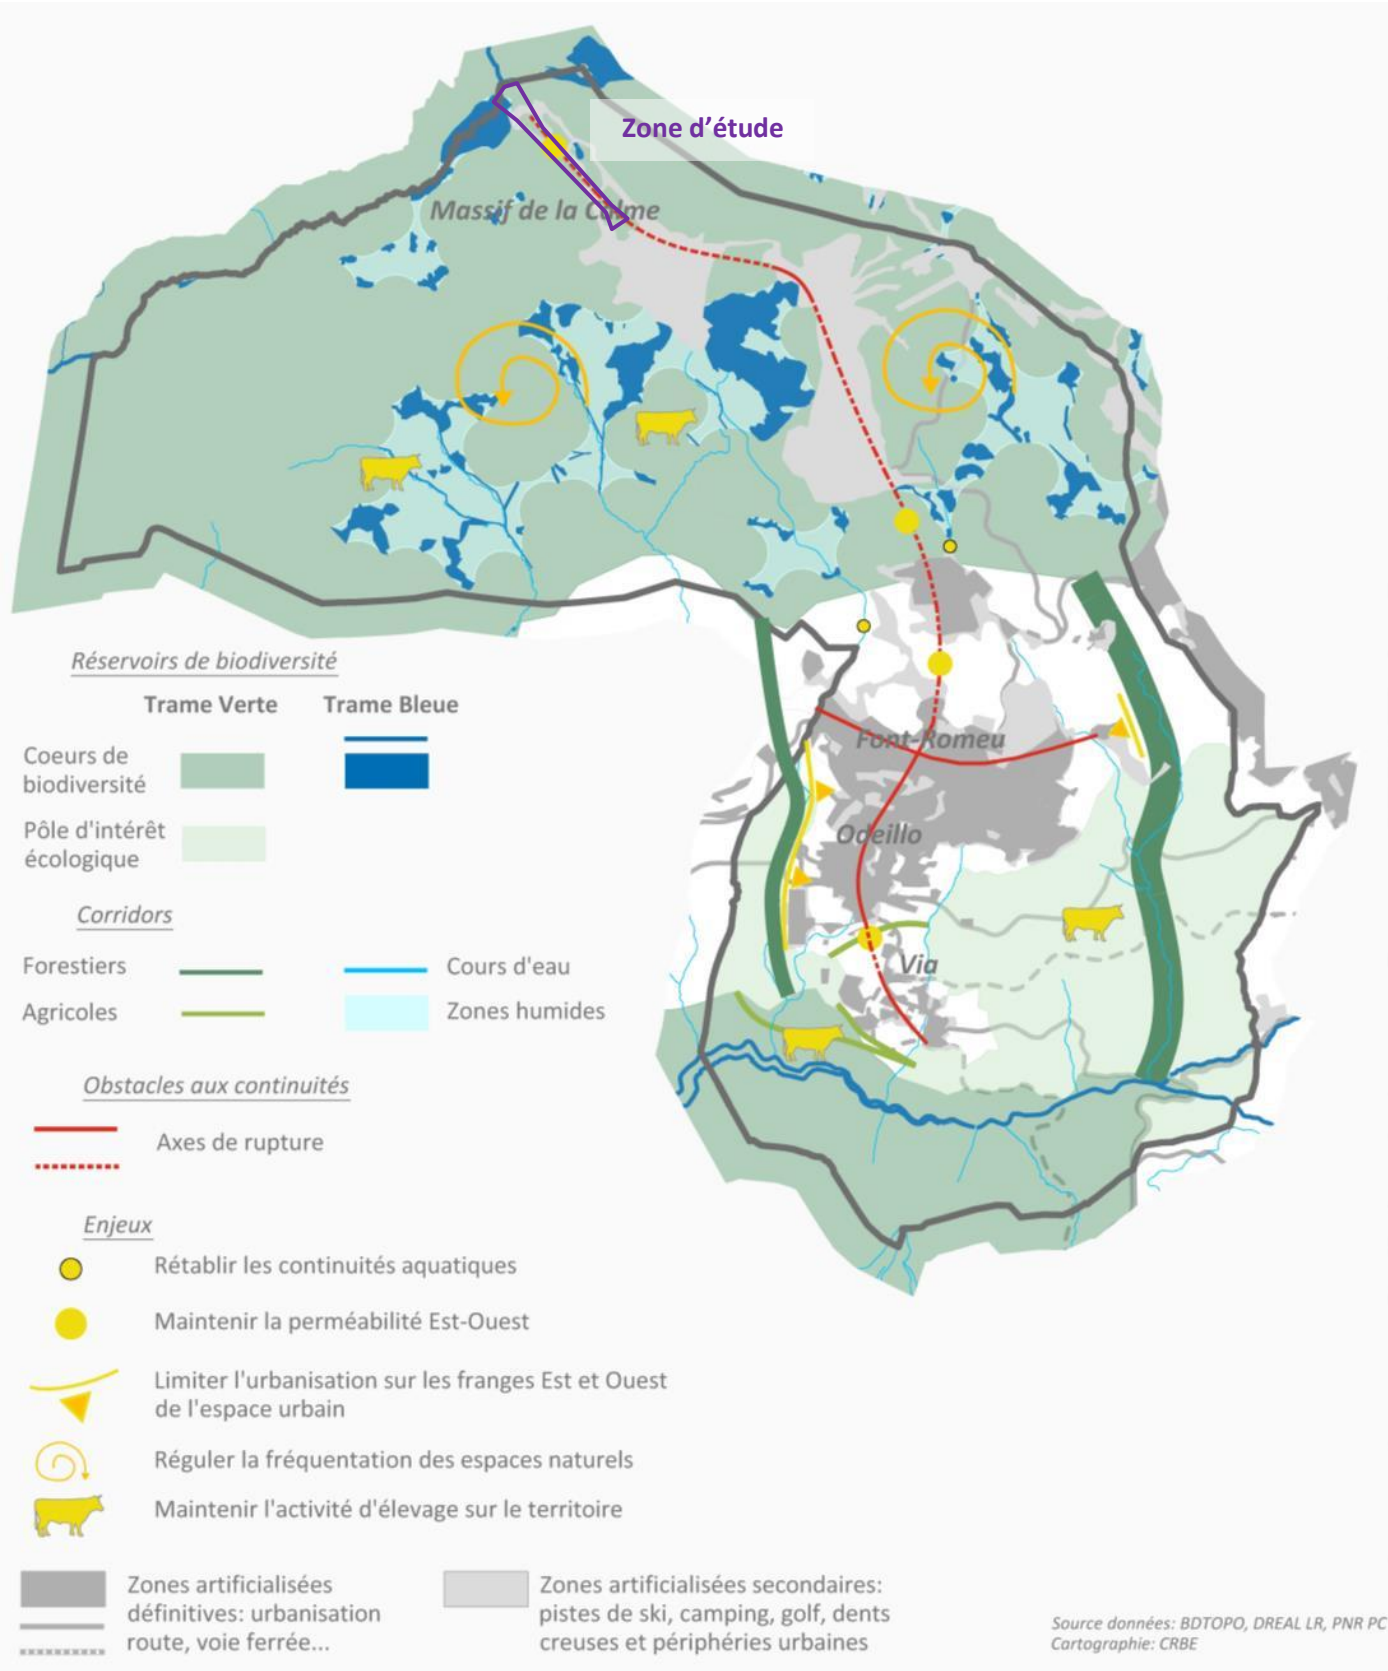 Zone d'étude
Massif de la Calme
Font-Romeu
Odeillo
Via
Réservoirs de biodiversité
Trame Verte
Trame Bleue
Coeurs de
biodiversité
Pôle d'intérêt
écologique
Corridors
Forestiers
Cours d'eau
Agricoles
Zones humides
Obstacles aux continuités
Axes de rupture
Enjeux
Rétablir les continuités aquatiques
Maintenir la perméabilité Est-Ouest
Limiter l'urbanisation sur les franges Est et Ouest
de l'espace urbain
Réguler la fréquentation des espaces naturels
Maintenir l'activité d'élevage sur le territoire
Zones artificialisées
définitives: urbanisation
route, voie ferrée...
Zones artificialisées secondaires:
pistes de ski, camping, golf, dents
creuses et périphéries urbaines
Source données: BDTOPO, DREAL LR, PNR PC
Cartographie: CRBE